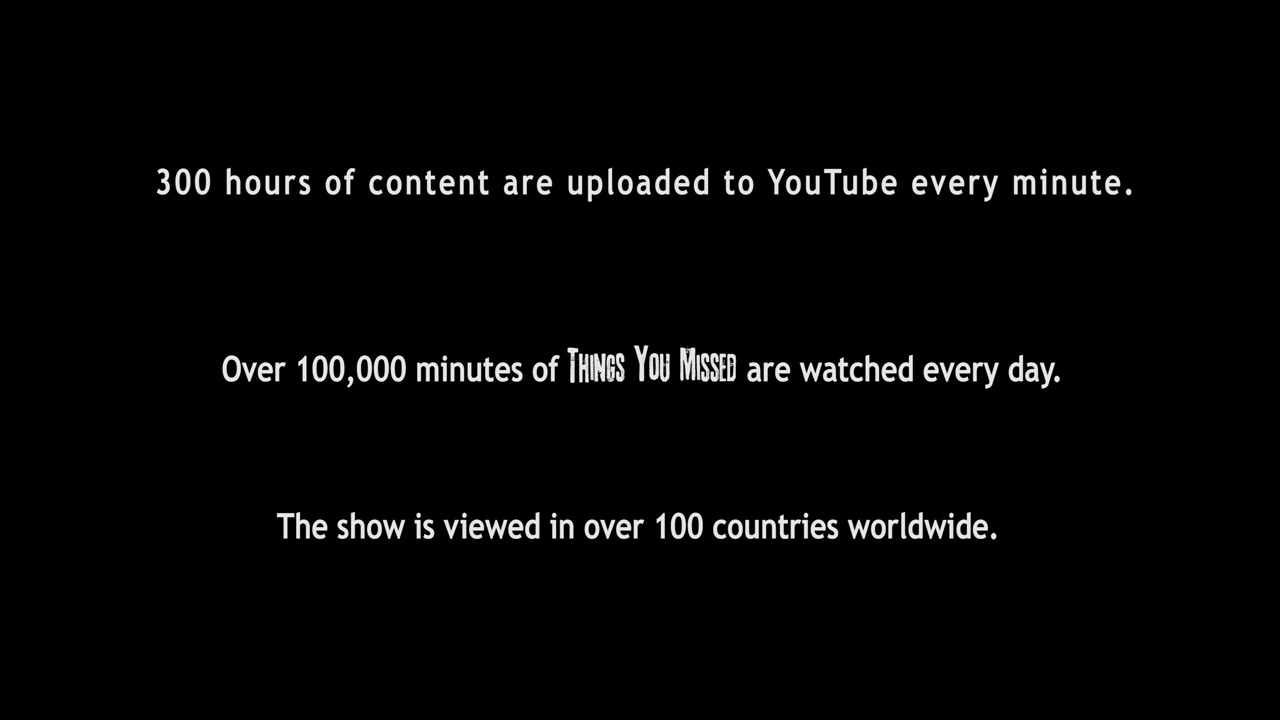 300 hours of content are uploaded to YouTube every minute.
Over 100,000 minutes of Things You Missed are watched every day.
The show is viewed in over 100 countries worldwide.